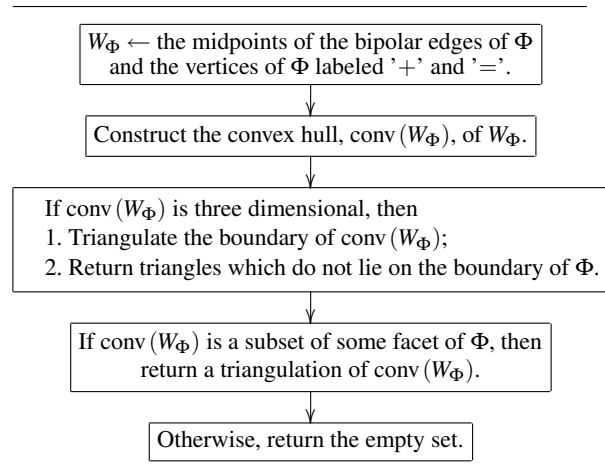 W_Φ ← the midpoints of the bipolar edges of Φ
and the vertices of Φ labeled '+' and '='.
Construct the convex hull, conv (W_Φ), of W_Φ.
If conv (W_Φ) is three dimensional, then
1. Triangulate the boundary of conv (W_Φ);
2. Return triangles which do not lie on the boundary of Φ.
If conv (W_Φ) is a subset of some facet of Φ, then
return a triangulation of conv (W_Φ).
Otherwise, return the empty set.